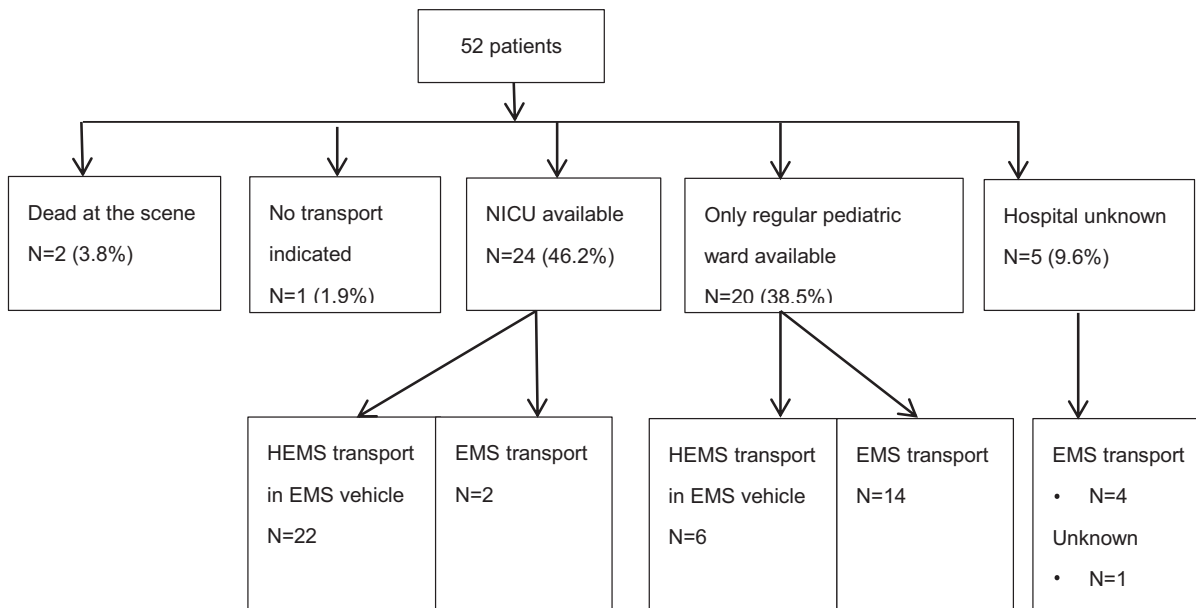 52 patients
Dead at the scene
N=2 (3.8%)
No transport
indicated
N=1 (1.9%)
NICU available
N=24 (46.2%)
Only regular pediatric
ward available
N=20 (38.5%)
Hospital unknown
N=5 (9.6%)
HEMS transport
in EMS vehicle
N=22
EMS transport
N=2
HEMS transport
in EMS vehicle
N=6
EMS transport
N=14
EMS transport
• N=4
Unknown
• N=1